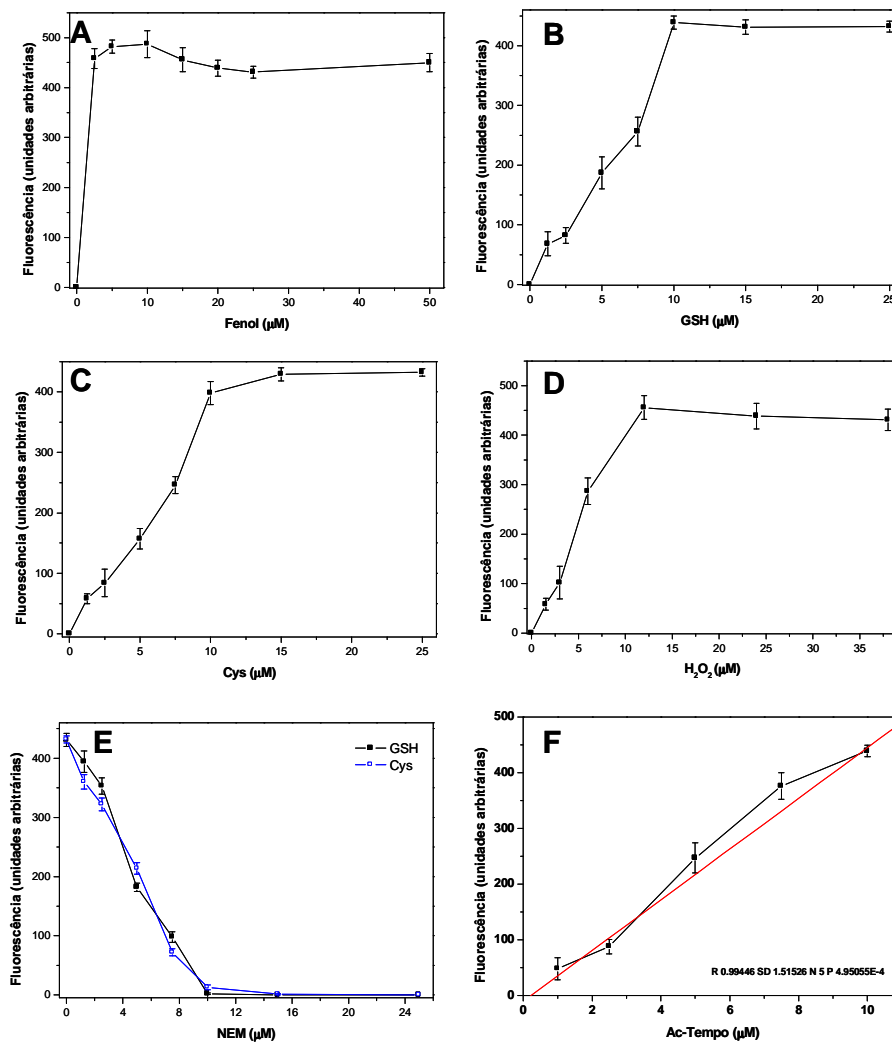 A
Fluorescência (unidades arbitrárias)
500
400
300
200
100
0
0 10 20 30 40 50
Fenol (µM)
B
Fluorescência (unidades arbitrárias)
400
300
200
100
0
0 5 10 15 20 25
GSH (µM)
C
Fluorescência (unidades arbitrárias)
400
300
200
100
0
0 5 10 15 20 25
Cys (µM)
D
Fluorescência (unidades arbitrárias)
500
400
300
200
100
0
0 5 10 15 20 25 30 35
H₂O₂ (µM)
E
GSH
Cys
Fluorescência (unidades arbitrárias)
400
300
200
100
0
0 4 8 12 16 20 24
NEM (µM)
F
Fluorescência (unidades arbitrárias)
500
400
300
200
100
0
R 0.99446 SD 1.51526 N 5 P 4.95055E-4
0 2 4 6 8 10
Ac-Tempo (µM)